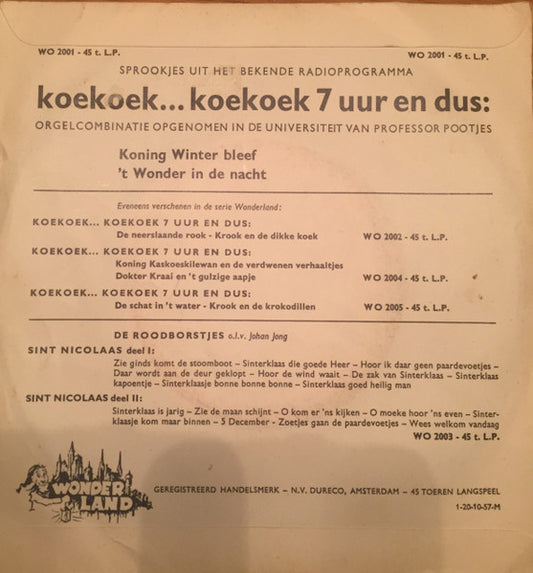 WO 2001 - 45 t. L.P.
WO 2001 - 45 t. L.P.
SPROOKJES UIT HET BEKENDE RADIOPROGRAMMA
koekoek... koekoek 7 uur en dus:
ORGELCOMBINATIE OPGENOMEN IN DE UNIVERSITEIT VAN PROFESSOR POOTJES
Koning Winter bleef
't Wonder in de nacht
Eveneens verschenen in de serie Wonderland:
KOEKOEK... KOEKOEK 7 UUR EN DUS:
De neerslaande rook - Krook en de dikke koek WO 2002 - 45 t. L.P.
KOEKOEK... KOEKOEK 7 UUR EN DUS:
Koning Kaskoeskilewan en de verdwenen verhaaltjes
Dokter Kraai en 't gulzige aapje WO 2004 - 45 t. L.P.
KOEKOEK... KOEKOEK 7 UUR EN DUS:
De schat in 't water - Krook en de krokodillen WO 2005 - 45 t. L.P.
DE ROODBORSTJES o.l.v. Johan Jong
SINT NICOLAAS deel I:
Zie ginds komt de stoomboot – Sinterklaas die goede Heer – Hoor ik daar geen paardevoetjes –
Daar wordt aan de deur geklopt – Hoor de wind waait – De zak van Sinterklaas – Sinterklaas
kapoentje – Sinterklaasje bonne bonne bonne – Sinterklaas goed heilig man
SINT NICOLAAS deel II:
Sinterklaas is jarig – Zie de maan schijnt – O kom er 'ns kijken – O moeke hoor 'ns even – Sinter-
klaasje kom maar binnen – 5 December - Zoetjes gaan de paardevoetjes – Wees welkom vandaag
WO 2003 - 45 t. L.P.
WONDER
LAND
GEREGISTREERD HANDELSMERK – N.V. DURECO, AMSTERDAM – 45 TOEREN LANGSPEEL
1-20-10-57-M